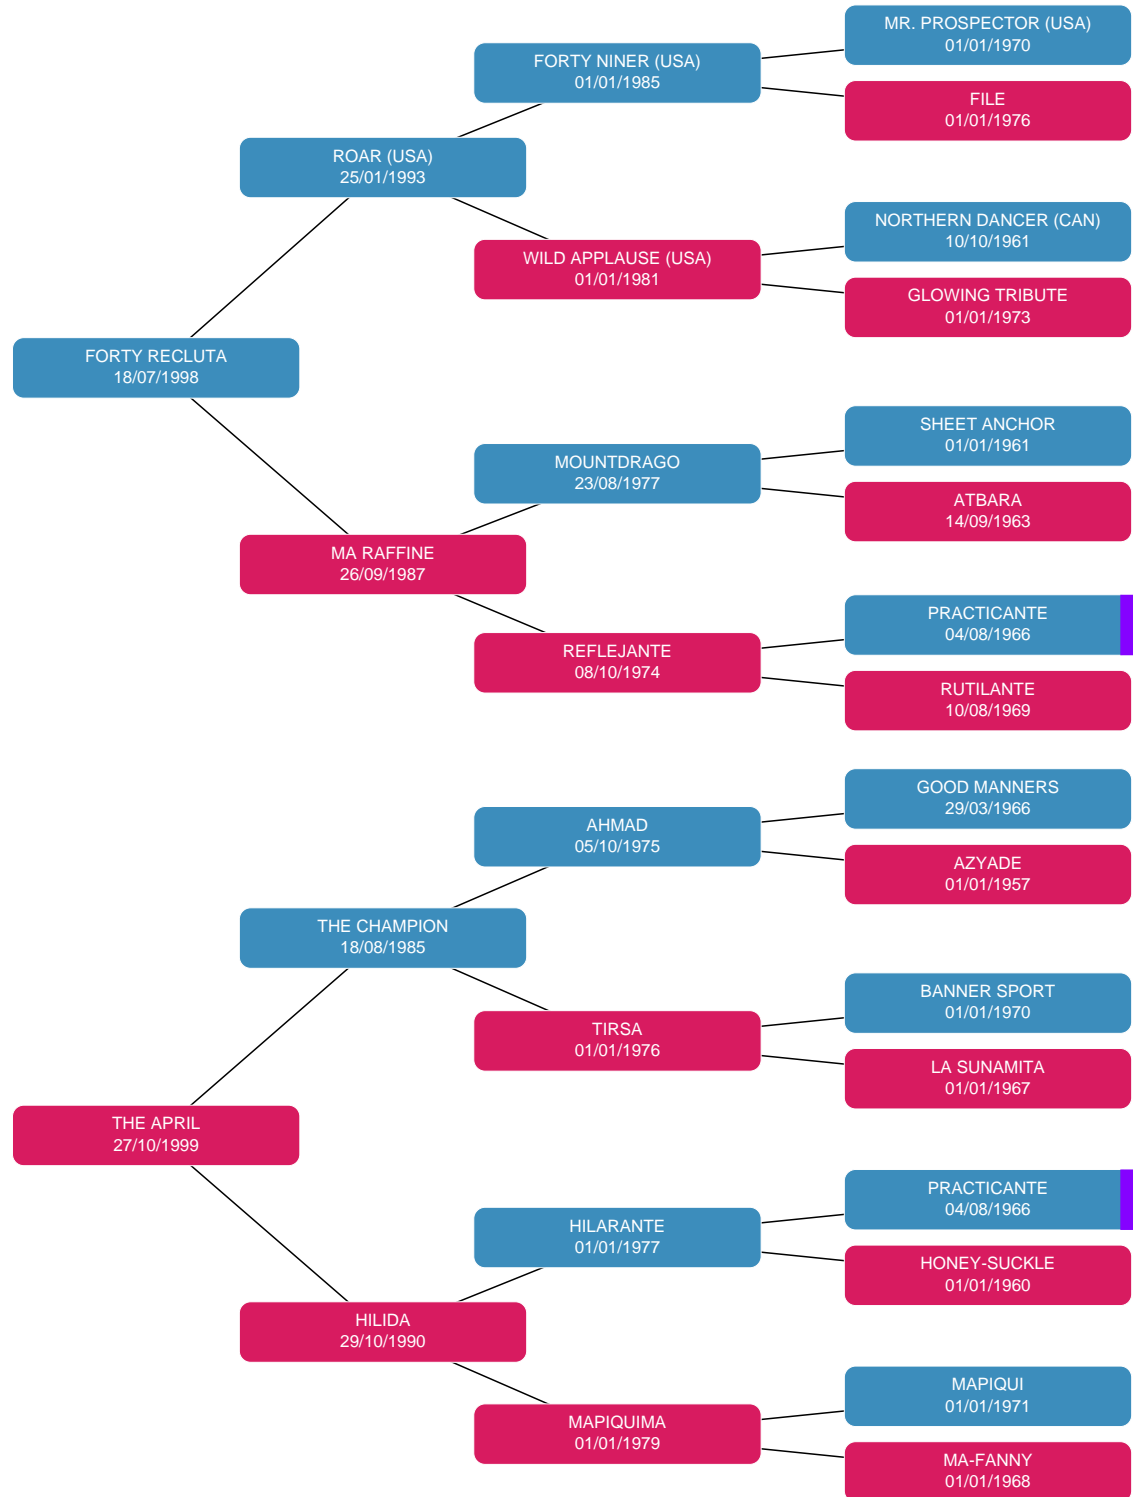 MR. PROSPECTOR (USA)
01/01/1970
FORTY NINER (USA)
01/01/1985
FILE
01/01/1976
ROAR (USA)
25/01/1993
NORTHERN DANCER (CAN)
10/10/1961
WILD APPLAUSE (USA)
01/01/1981
GLOWING TRIBUTE
01/01/1973
FORTY RECLUTA
18/07/1998
SHEET ANCHOR
01/01/1961
MOUNTDRAGO
23/08/1977
ATBARA
14/09/1963
MA RAFFINE
26/09/1987
PRACTICANTE
04/08/1966
REFLEJANTE
08/10/1974
RUTILANTE
10/08/1969
GOOD MANNERS
29/03/1966
AHMAD
05/10/1975
AZYADE
01/01/1957
THE CHAMPION
18/08/1985
BANNER SPORT
01/01/1970
TIRSA
01/01/1976
LA SUNAMITA
01/01/1967
THE APRIL
27/10/1999
PRACTICANTE
04/08/1966
HILARANTE
01/01/1977
HONEY-SUCKLE
01/01/1960
HILIDA
29/10/1990
MAPIQUI
01/01/1971
MAPIQUIMA
01/01/1979
MA-FANNY
01/01/1968